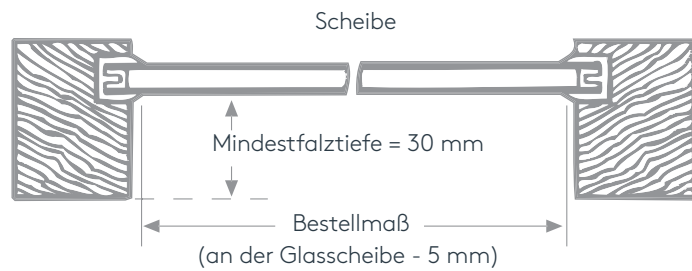 Scheibe
Mindestfalztiefe = 30 mm
Bestellmaß
(an der Glasscheibe - 5 mm)